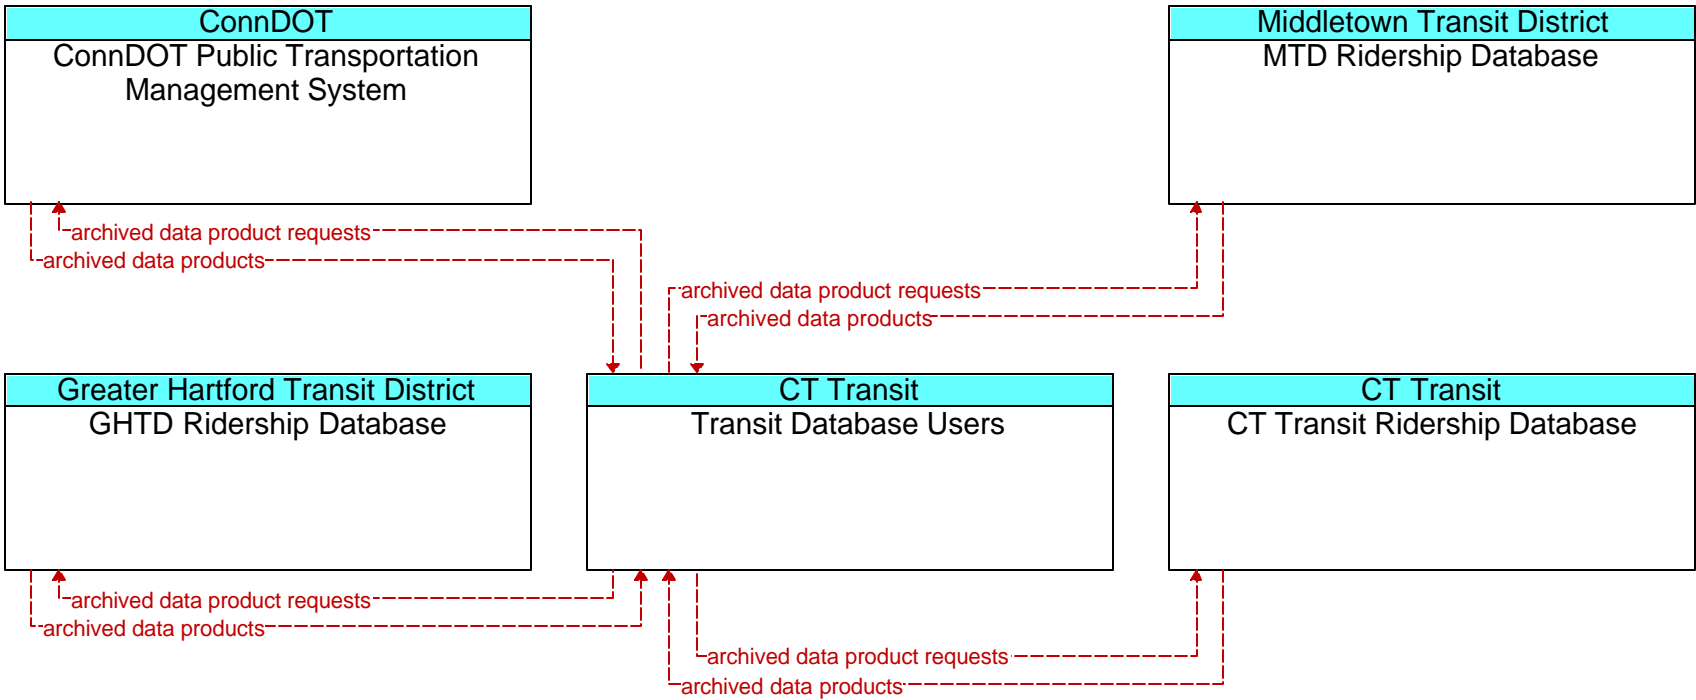 ConnDOT
ConnDOT Public Transportation
Management System
Middletown Transit District
MTD Ridership Database
archived data product requests
archived data products
archived data product requests
archived data products
Greater Hartford Transit District
GHTD Ridership Database
CT Transit
Transit Database Users
CT Transit
CT Transit Ridership Database
archived data product requests
archived data products
archived data product requests
archived data products